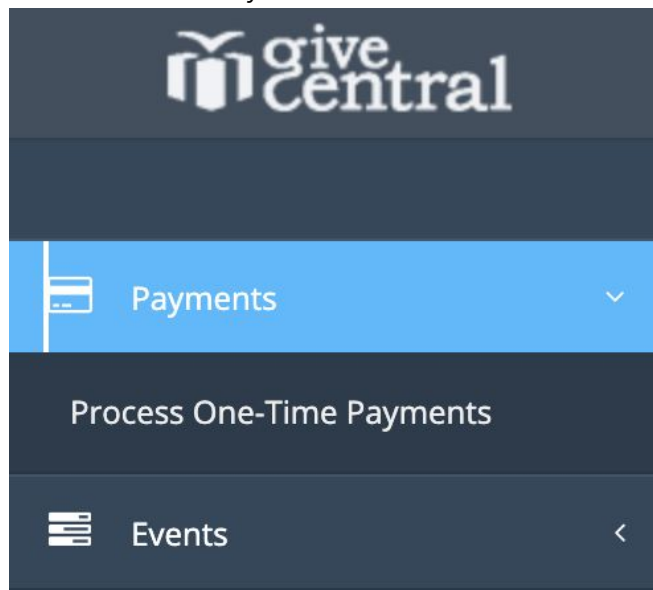 give
central
Payments
Process One-Time Payments
Events